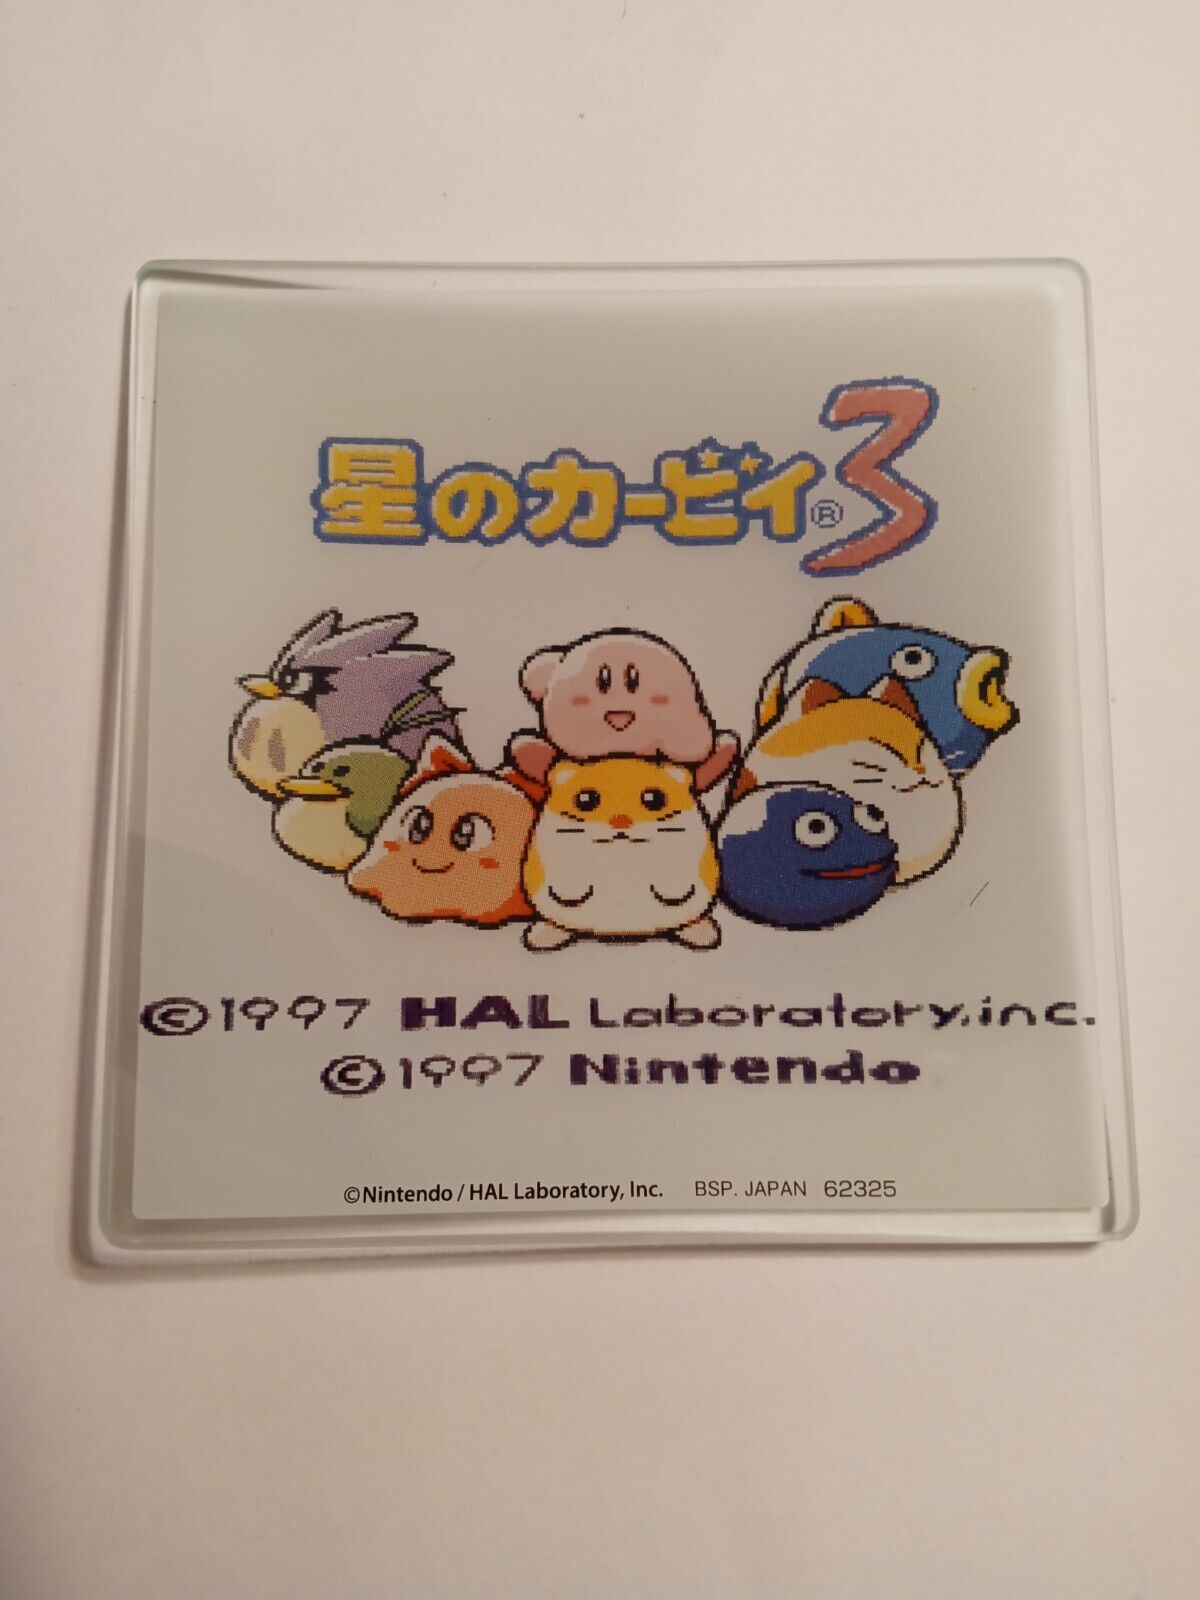 星のカービィ® 3
©1997 HAL Laboratory, inc.
©1997 Nintendo
©Nintendo / HAL Laboratory, Inc. BSP. JAPAN 62325